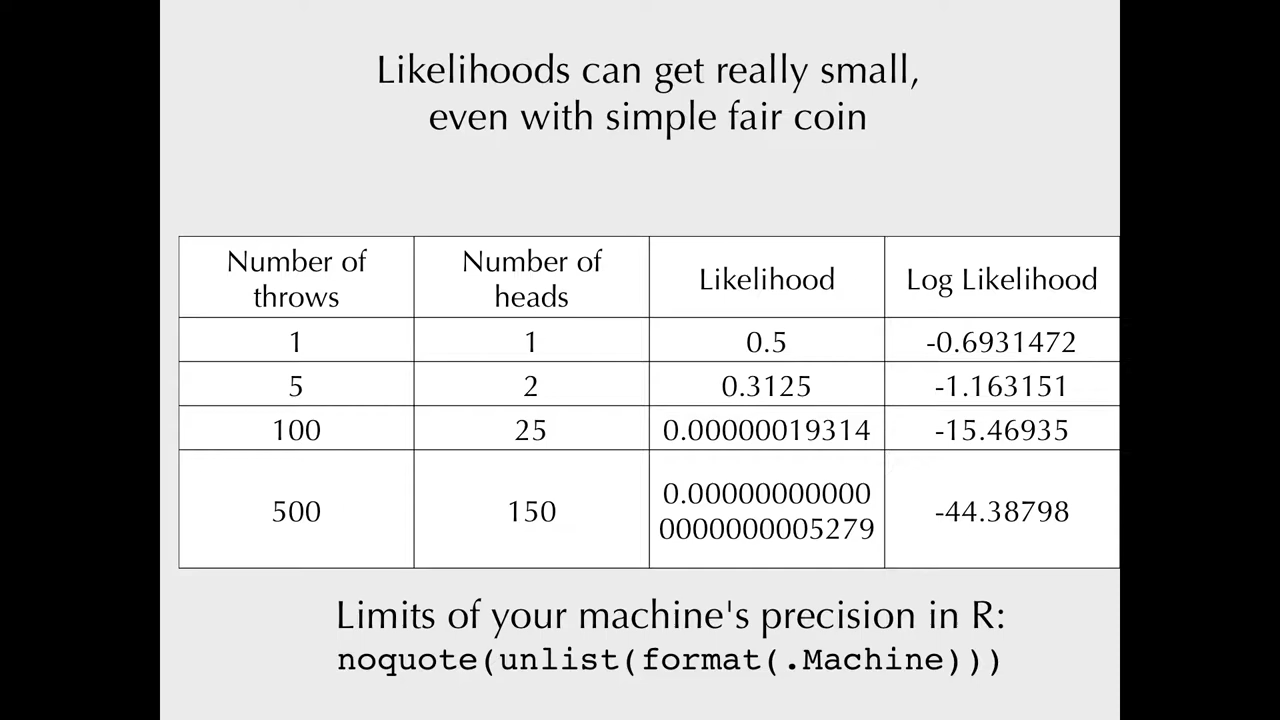 Likelihoods can get really small,
even with simple fair coin
Number of throws Number of heads Likelihood Log Likelihood
1 1 0.5 -0.6931472
5 2 0.3125 -1.163151
100 25 0.00000019314 -15.46935
500 150 0.00000000000 0000000005279 -44.38798
Limits of your machine's precision in R:
noquote(unlist(format(.Machine)))